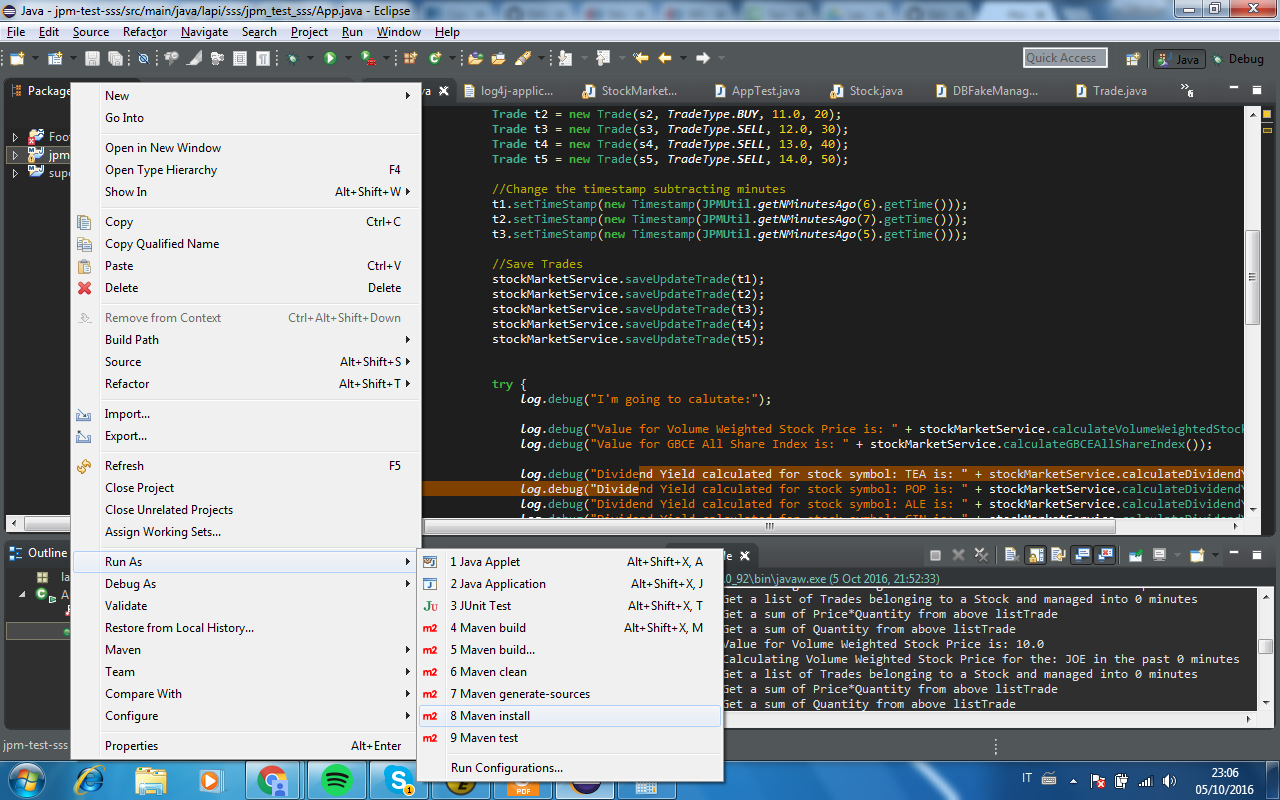 Java - jpm-test-sss/src/main/java/lapi/sss/jpm_test_sss/App.java - Eclipse
File Edit Source Refactor Navigate Search Project Run Window Help
Quick Access
Java
Debug
Package
log4j-applic...
StockMarket...
AppTest.java
Stock.java
DBFakeManag...
Trade.java
6
Foo
jpm
supe
Trade t2 = new Trade(s2, TradeType.BUY, 11.0, 20);
Trade t3 = new Trade(s3, TradeType.SELL, 12.0, 30);
Trade t4 = new Trade(s4, TradeType.SELL, 13.0, 40);
Trade t5 = new Trade(s5, TradeType.SELL, 14.0, 50);
//Change the timestamp subtracting minutes
t1.setTimeStamp(new Timestamp(JPMUtil.getNMinutesAgo(6).getTime()));
t2.setTimeStamp(new Timestamp(JPMUtil.getNMinutesAgo(7).getTime()));
t3.setTimeStamp(new Timestamp(JPMUtil.getNMinutesAgo(5).getTime()));
//Save Trades
stockMarketService.saveUpdateTrade(t1);
stockMarketService.saveUpdateTrade(t2);
stockMarketService.saveUpdateTrade(t3);
stockMarketService.saveUpdateTrade(t4);
stockMarketService.saveUpdateTrade(t5);
try {
log.debug("I'm going to calutate:");
log.debug("Value for Volume Weighted Stock Price is: " + stockMarketService.calculateVolumeWeightedStock
log.debug("Value for GBCE All Share Index is: " + stockMarketService.calculateGBCEAllShareIndex());
log.debug("Dividend Yield calculated for stock symbol: TEA is: " + stockMarketService.calculateDividendY
log.debug("Dividend Yield calculated for stock symbol: POP is: " + stockMarketService.calculateDividendY
log.debug("Dividend Yield calculated for stock symbol: ALE is: " + stockMarketService.calculateDividendY
New
Go Into
Open in New Window
Open Type Hierarchy F4
Show In Alt+Shift+W
Copy Ctrl+C
Copy Qualified Name
Paste Ctrl+V
Delete Delete
Remove from Context Ctrl+Alt+Shift+Down
Build Path
Source Alt+Shift+S
Refactor Alt+Shift+T
Import...
Export...
Refresh F5
Close Project
Close Unrelated Projects
Assign Working Sets...
Run As
Debug As
Validate
Restore from Local History...
Maven
Team
Compare With
Configure
Properties Alt+Enter
1 Java Applet Alt+Shift+X, A
2 Java Application Alt+Shift+X, J
3 JUnit Test Alt+Shift+X, T
4 Maven build Alt+Shift+X, M
5 Maven build...
6 Maven clean
7 Maven generate-sources
8 Maven install
9 Maven test
Run Configurations...
Outline
la
A
0_92\bin\javaw.exe (5 Oct 2016, 21:52:33)
Get a list of Trades belonging to a Stock and managed into 0 minutes
Get a sum of Price*Quantity from above listTrade
Get a sum of Quantity from above listTrade
Value for Volume Weighted Stock Price is: 10.0
Calculating Volume Weighted Stock Price for the: JOE in the past 0 minutes
Get a list of Trades belonging to a Stock and managed into 0 minutes
Get a sum of Price*Quantity from above listTrade
Get a sum of Quantity from above listTrade
jpm-test-sss
PDF
IT
23:06
05/10/2016